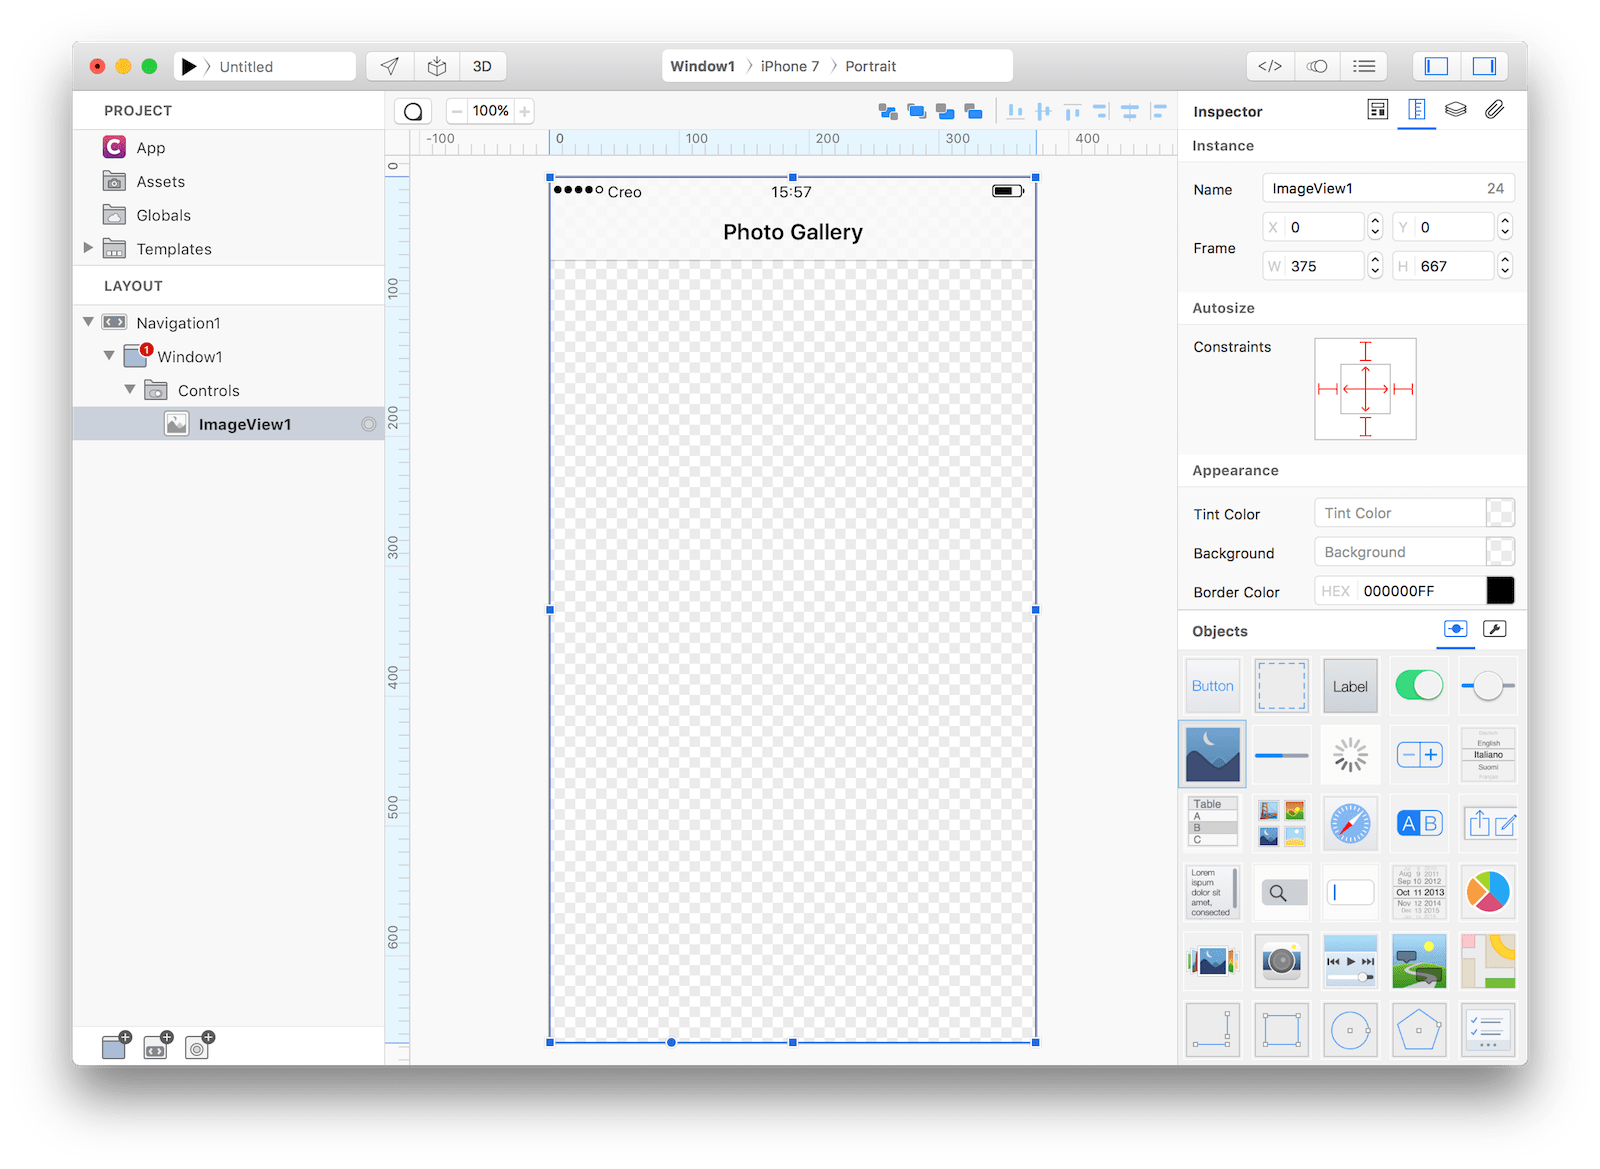 Untitled
3D
Window1 iPhone 7 Portrait
</>
PROJECT
App
Assets
Globals
Templates
LAYOUT
Navigation1
1
Window1
Controls
ImageView1
100%
-100 0 100 200 300 400
0
100
200
300
400
500
600
Creo 15:57
Photo Gallery
Inspector
Instance
Name ImageView1 24
Frame
X 0 Y 0
W 375 H 667
Autosize
Constraints
Appearance
Tint Color Tint Color
Background Background
Border Color HEX 000000FF
Objects
Button
Label
English
Italiano
Suomi
Table
A
B
C
A B
Lorem
ispum
dolor sit
amet,
consected
Aug 9 2011
Sep 10 2012
Oct 11 2013
Nov 12 2014
Dec 13 2015